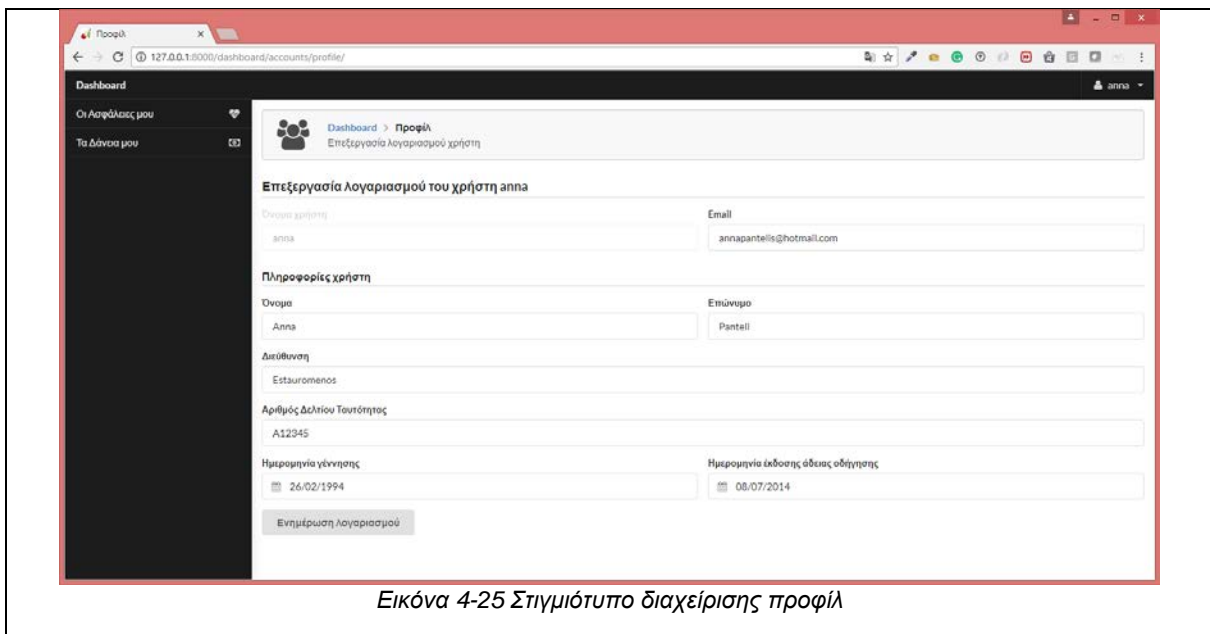 Προφίλ
127.0.0.1:8000/dashboard/accounts/profile/
Dashboard
anna
Οι Ασφάλειες μου
Τα Δάνεια μου
Dashboard > Προφίλ
Επεξεργασία λογαριασμού χρήστη
Επεξεργασία λογαριασμού του χρήστη anna
Όνομα χρήστη
Email
anna
annapantelis@hotmail.com
Πληροφορίες χρήστη
Όνομα
Επώνυμο
Anna
Panteli
Διεύθυνση
Estauromenos
Αριθμός Δελτίου Ταυτότητας
A12345
Ημερομηνία γέννησης
Ημερομηνία έκδοσης άδειας οδήγησης
26/02/1994
08/07/2014
Ενημέρωση λογαριασμού
Εικόνα 4-25 Στιγμιότυπο διαχείρισης προφίλ